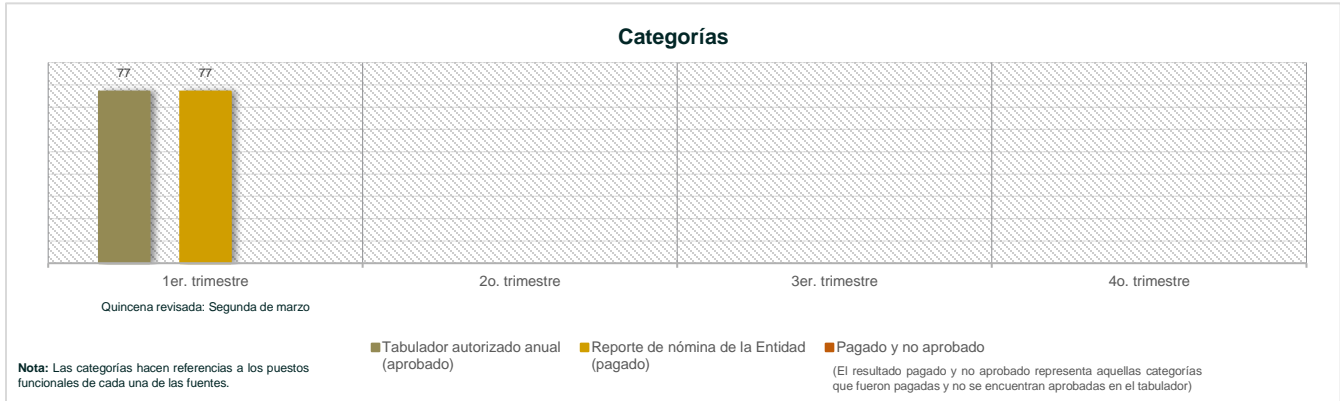 Categorías
77 77
1er. trimestre 2o. trimestre 3er. trimestre 4o. trimestre
Quincena revisada: Segunda de marzo
Tabulador autorizado anual
(aprobado)
Reporte de nómina de la Entidad
(pagado)
Pagado y no aprobado
(El resultado pagado y no aprobado representa aquellas categorías
que fueron pagadas y no se encuentran aprobadas en el tabulador)
Nota: Las categorías hacen referencias a los puestos
funcionales de cada una de las fuentes.